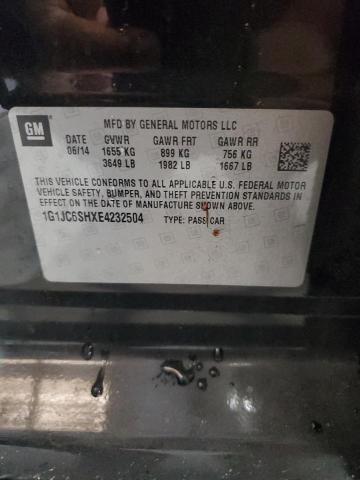 GM
MFD BY GENERAL MOTORS LLC
DATE GVWR GAWR FRT GAWR RR
06/14 1655 KG 899 KG 756 KG
3649 LB 1982 LB 1667 LB
THIS VEHICLE CONFORMS TO ALL APPLICABLE U.S. FEDERAL MOTOR
VEHICLE SAFETY, BUMPER, AND THEFT PREVENTION STANDARDS IN
EFFECT ON THE DATE OF MANUFACTURE SHOWN ABOVE.
1G1JC6SHXE4232504 TYPE: PASS CAR